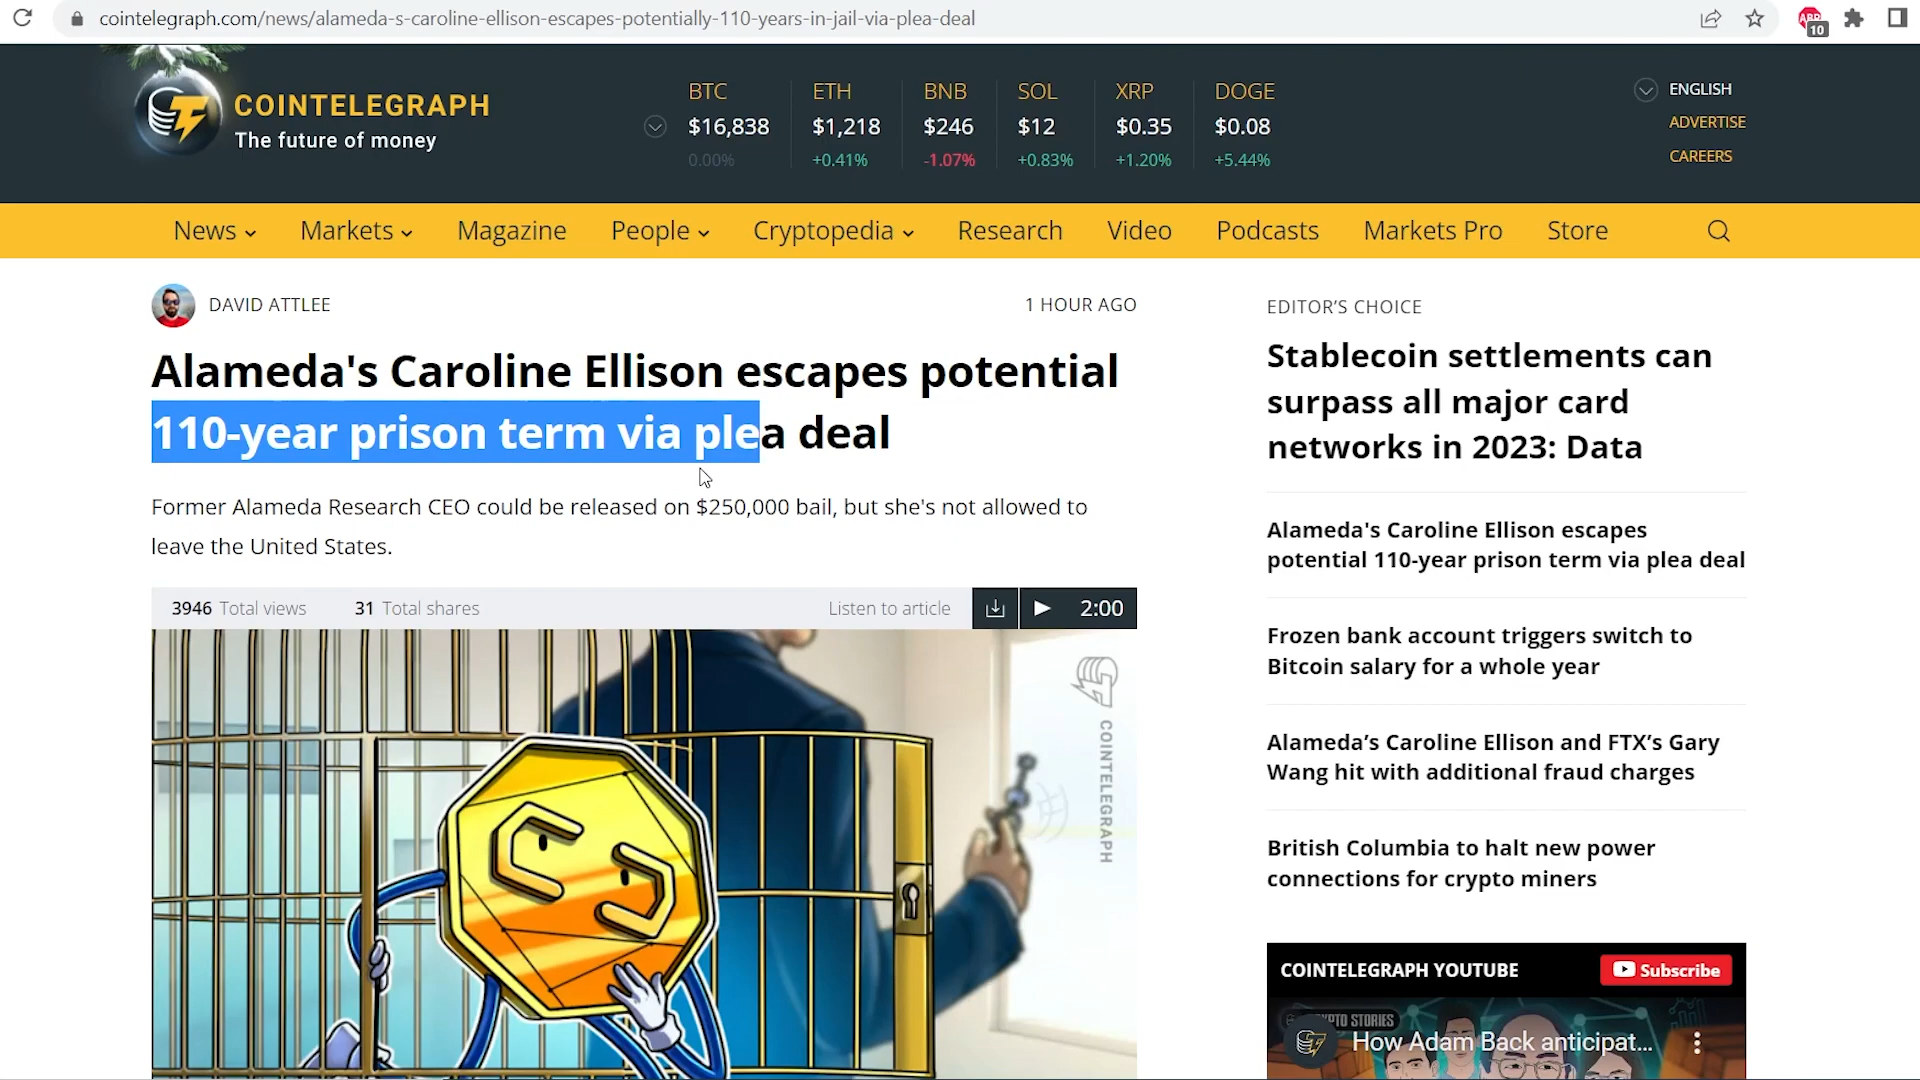 cointelegraph.com/news/alameda-s-caroline-ellison-escapes-potentially-110-years-in-jail-via-plea-deal
ABP
10
COINTELEGRAPH
The future of money
BTC
$16,838
0.00%
ETH
$1,218
+0.41%
BNB
$246
-1.07%
SOL
$12
+0.83%
XRP
$0.35
+1.20%
DOGE
$0.08
+5.44%
ENGLISH
ADVERTISE
CAREERS
News
Markets
Magazine
People
Cryptopedia
Research
Video
Podcasts
Markets Pro
Store
DAVID ATTLEE
1 HOUR AGO
Alameda's Caroline Ellison escapes potential
110-year prison term via plea deal
Former Alameda Research CEO could be released on $250,000 bail, but she's not allowed to
leave the United States.
3946 Total views
31 Total shares
Listen to article
2:00
COINTELEGRAPH
EDITOR'S CHOICE
Stablecoin settlements can
surpass all major card
networks in 2023: Data
Alameda's Caroline Ellison escapes
potential 110-year prison term via plea deal
Frozen bank account triggers switch to
Bitcoin salary for a whole year
Alameda’s Caroline Ellison and FTX’s Gary
Wang hit with additional fraud charges
British Columbia to halt new power
connections for crypto miners
COINTELEGRAPH YOUTUBE
Subscribe
STORIES
How Adam Back anticipat...